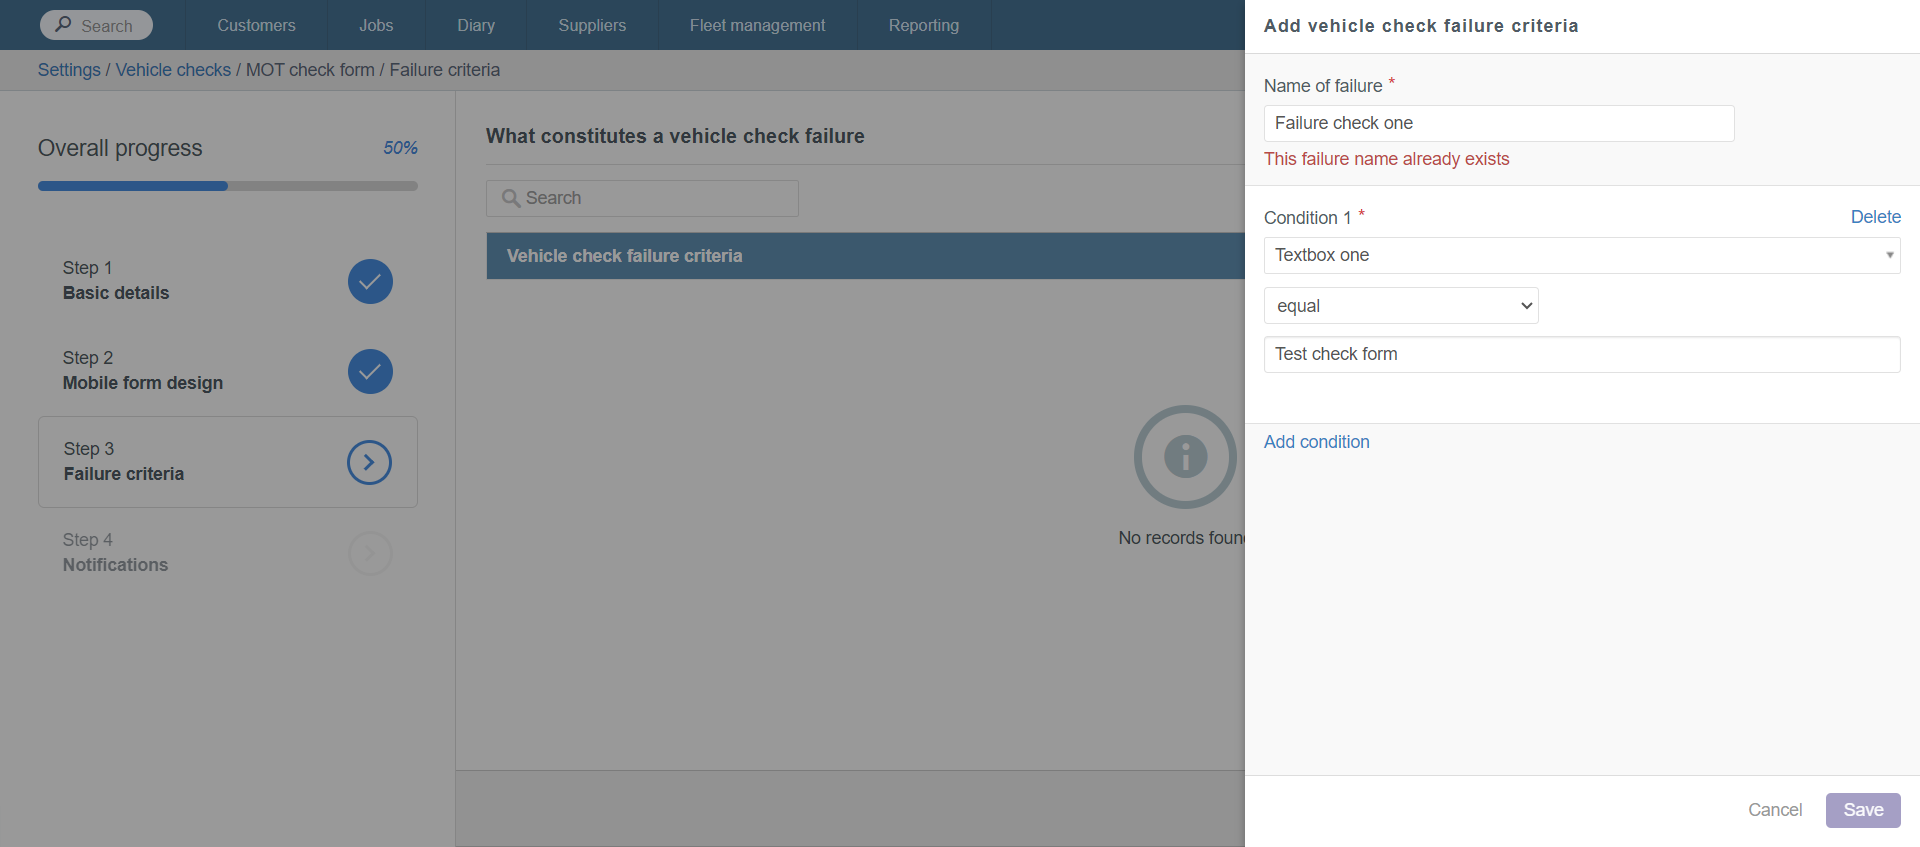 Search
Customers
Jobs
Diary
Suppliers
Fleet management
Reporting
Settings / Vehicle checks / MOT check form / Failure criteria
Overall progress
50%
Step 1
Basic details
Step 2
Mobile form design
Step 3
Failure criteria
Step 4
Notifications
What constitutes a vehicle check failure
Search
Vehicle check failure criteria
No records foun
Add vehicle check failure criteria
Name of failure *
Failure check one
This failure name already exists
Condition 1 *
Delete
Textbox one
equal
Test check form
Add condition
Cancel
Save